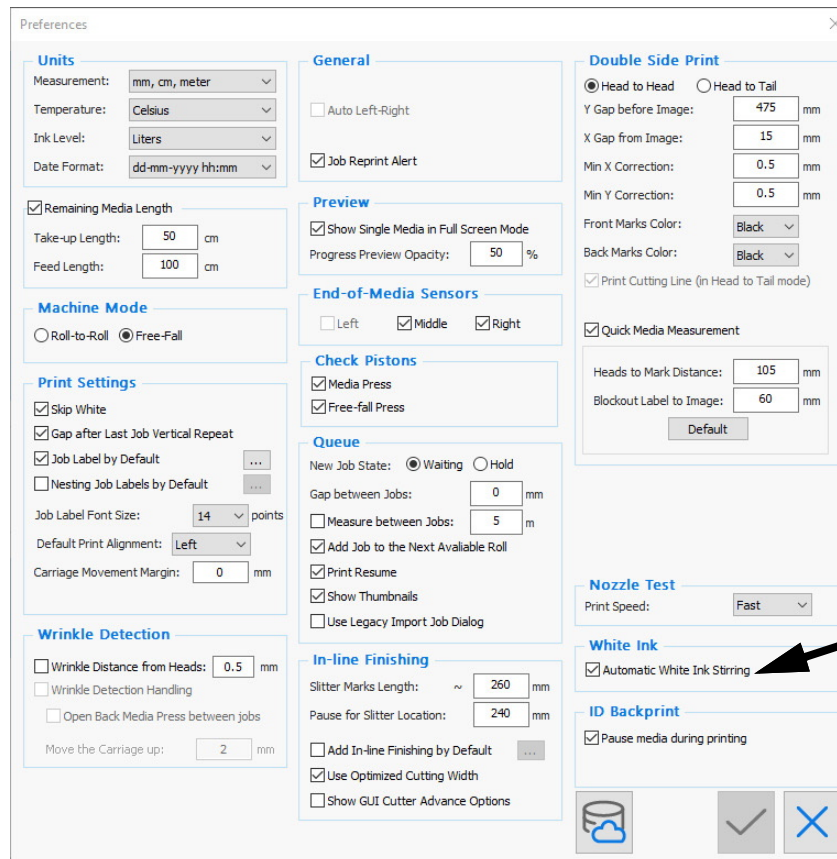 Preferences
Units
Measurement: mm, cm, meter
Temperature: Celsius
Ink Level: Liters
Date Format: dd-mm-yyyy hh:mm
Remaining Media Length
Take-up Length: 50 cm
Feed Length: 100 cm
Machine Mode
Roll-to-Roll Free-Fall
Print Settings
Skip White
Gap after Last Job Vertical Repeat
Job Label by Default ...
Nesting Job Labels by Default ...
Job Label Font Size: 14 points
Default Print Alignment: Left
Carriage Movement Margin: 0 mm
Wrinkle Detection
Wrinkle Distance from Heads: 0.5 mm
Wrinkle Detection Handling
Open Back Media Press between jobs
Move the Carriage up: 2 mm
General
Auto Left-Right
Job Reprint Alert
Preview
Show Single Media in Full Screen Mode
Progress Preview Opacity: 50 %
End-of-Media Sensors
Left Middle Right
Check Pistons
Media Press
Free-fall Press
Queue
New Job State: Waiting Hold
Gap between Jobs: 0 mm
Measure between Jobs: 5 m
Add Job to the Next Avaliable Roll
Print Resume
Show Thumbnails
Use Legacy Import Job Dialog
In-line Finishing
Slitter Marks Length: ~ 260 mm
Pause for Slitter Location: 240 mm
Add In-line Finishing by Default ...
Use Optimized Cutting Width
Show GUI Cutter Advance Options
Double Side Print
Head to Head Head to Tail
Y Gap before Image: 475 mm
X Gap from Image: 15 mm
Min X Correction: 0.5 mm
Min Y Correction: 0.5 mm
Front Marks Color: Black
Back Marks Color: Black
Print Cutting Line (in Head to Tail mode)
Quick Media Measurement
Heads to Mark Distance: 105 mm
Blockout Label to Image: 60 mm
Default
Nozzle Test
Print Speed: Fast
White Ink
Automatic White Ink Stirring
ID Backprint
Pause media during printing